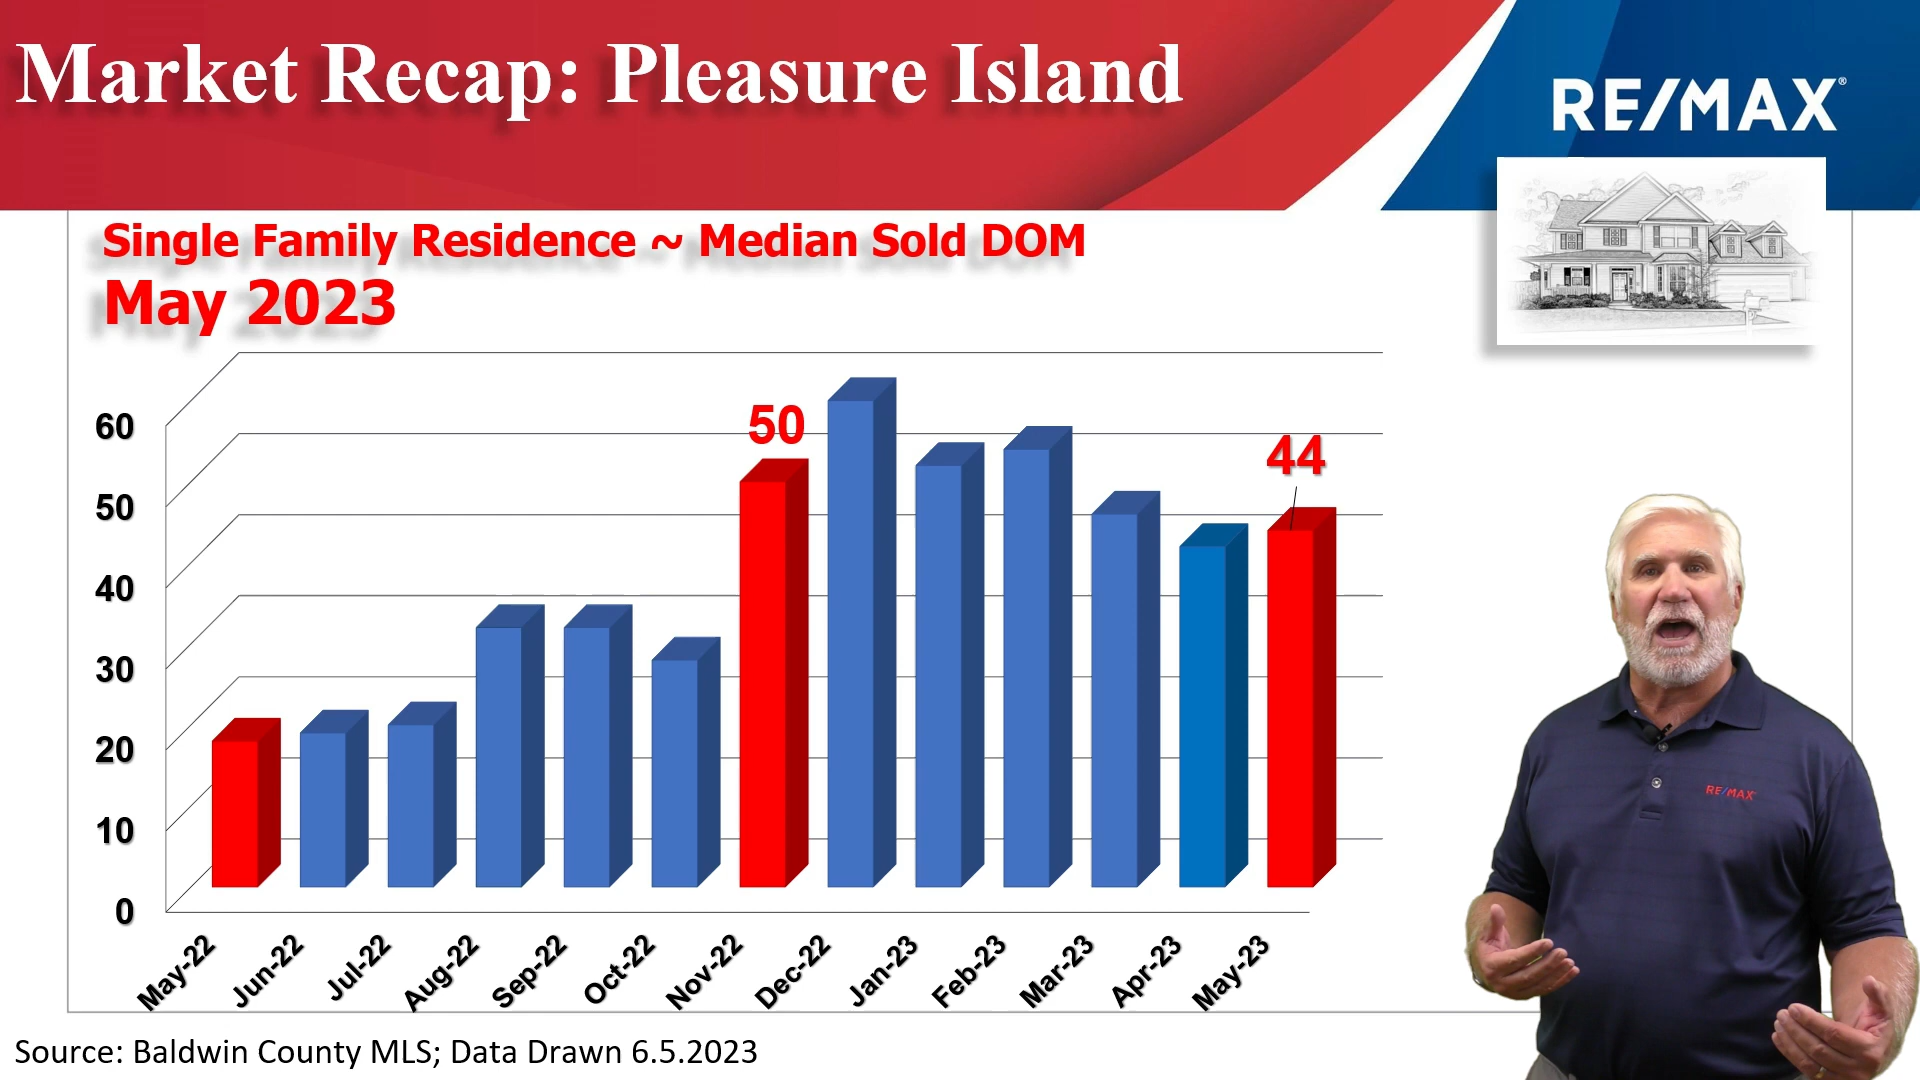 Market Recap: Pleasure Island
RE/MAX®
Single Family Residence ~ Median Sold DOM
May 2023
60
50
40
30
20
10
0
50
44
May-22
Jun-22
Jul-22
Aug-22
Sep-22
Oct-22
Nov-22
Dec-22
Jan-23
Feb-23
Mar-23
Apr-23
May-23
RE/MAX
Source: Baldwin County MLS; Data Drawn 6.5.2023